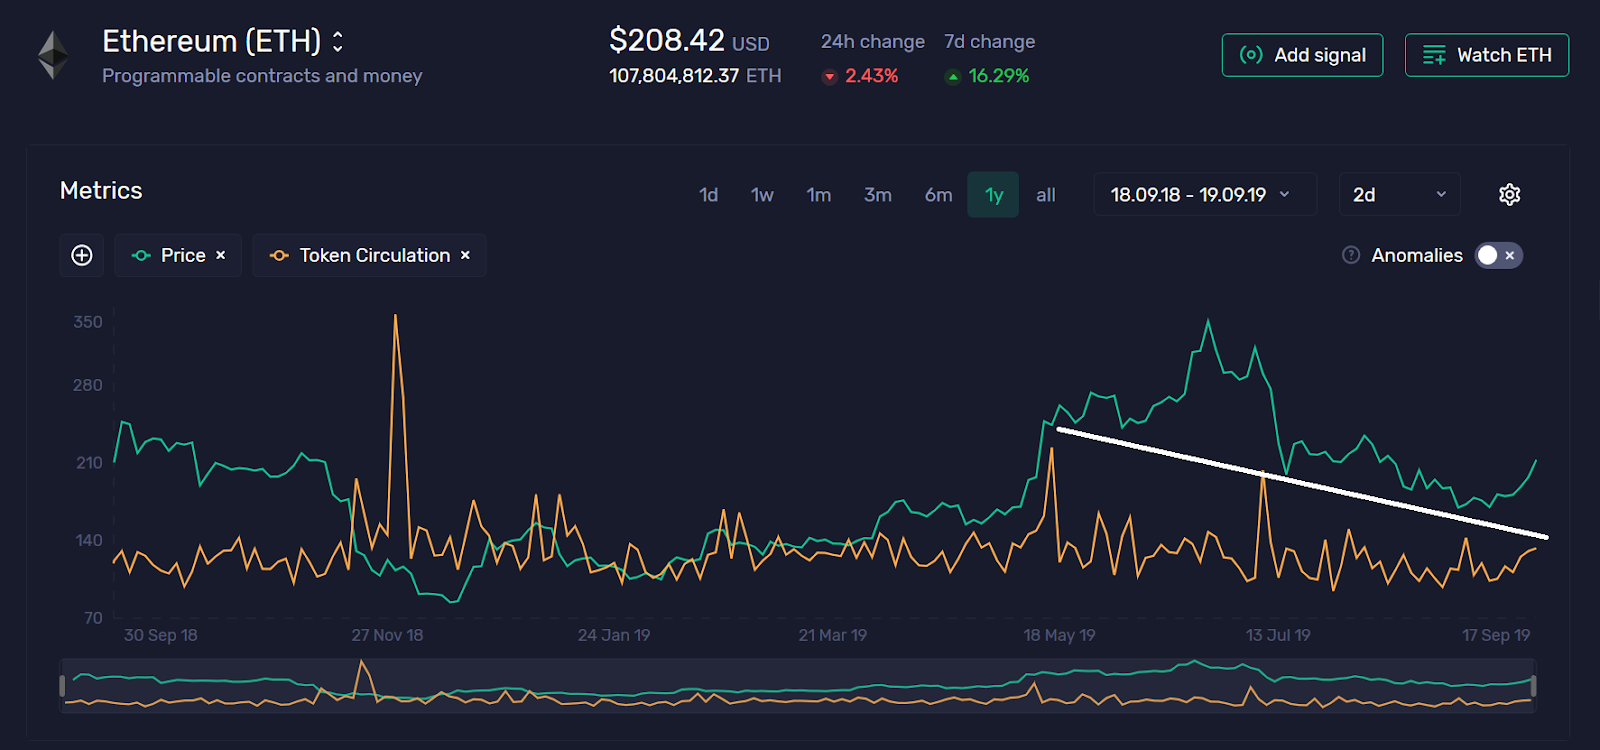 Ethereum (ETH)
Programmable contracts and money
$208.42 USD
107,804,812.37 ETH
24h change
2.43%
7d change
16.29%
Add signal
Watch ETH
Metrics
1d 1w 1m 3m 6m 1y all
18.09.18 - 19.09.19
2d
Price ×
Token Circulation ×
? Anomalies ×
350
280
210
140
70
30 Sep 18 27 Nov 18 24 Jan 19 21 Mar 19 18 May 19 13 Jul 19 17 Sep 19